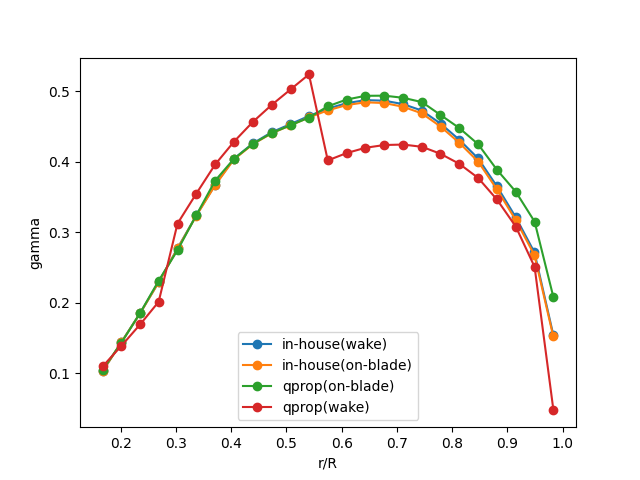 0.5
0.4
0.3
0.2
0.1
gamma
in-house(wake)
in-house(on-blade)
qprop(on-blade)
qprop(wake)
0.2 0.3 0.4 0.5 0.6 0.7 0.8 0.9 1.0
r/R